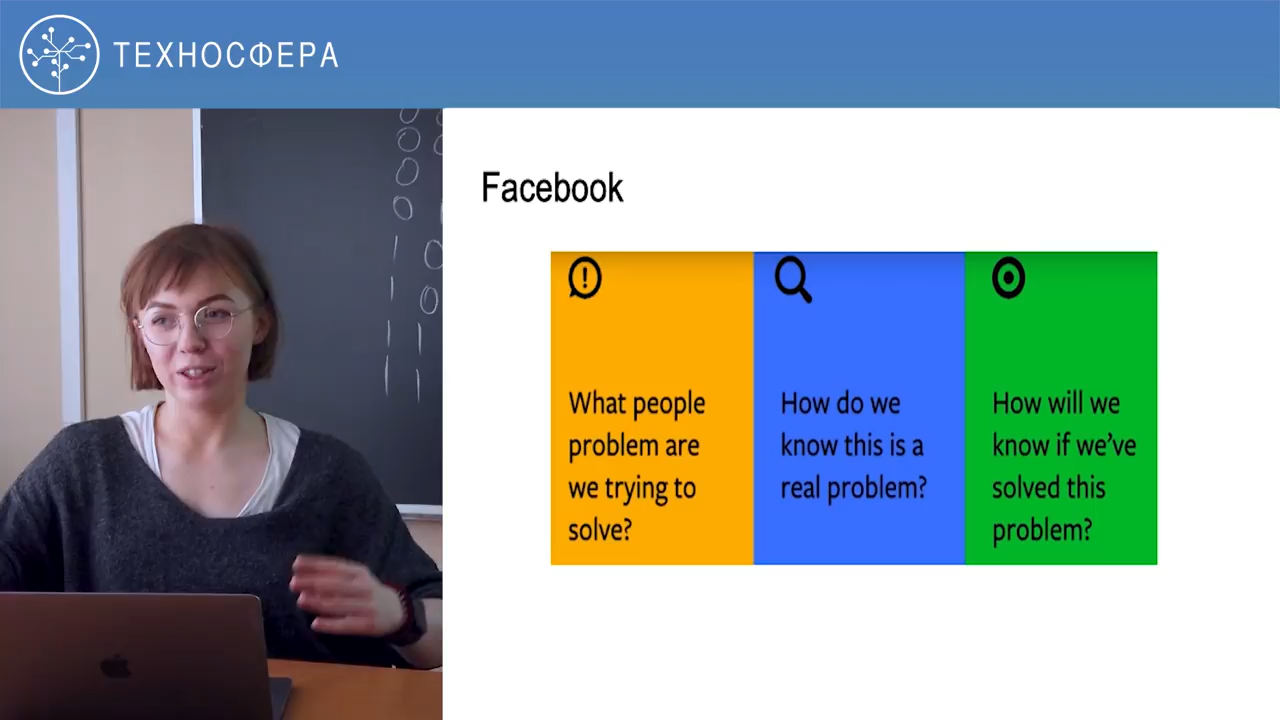 ТЕХНОСФЕРА
Facebook
What people
problem are
we trying to
solve?
How do we
know this is a
real problem?
How will we
know if we've
solved this
problem?